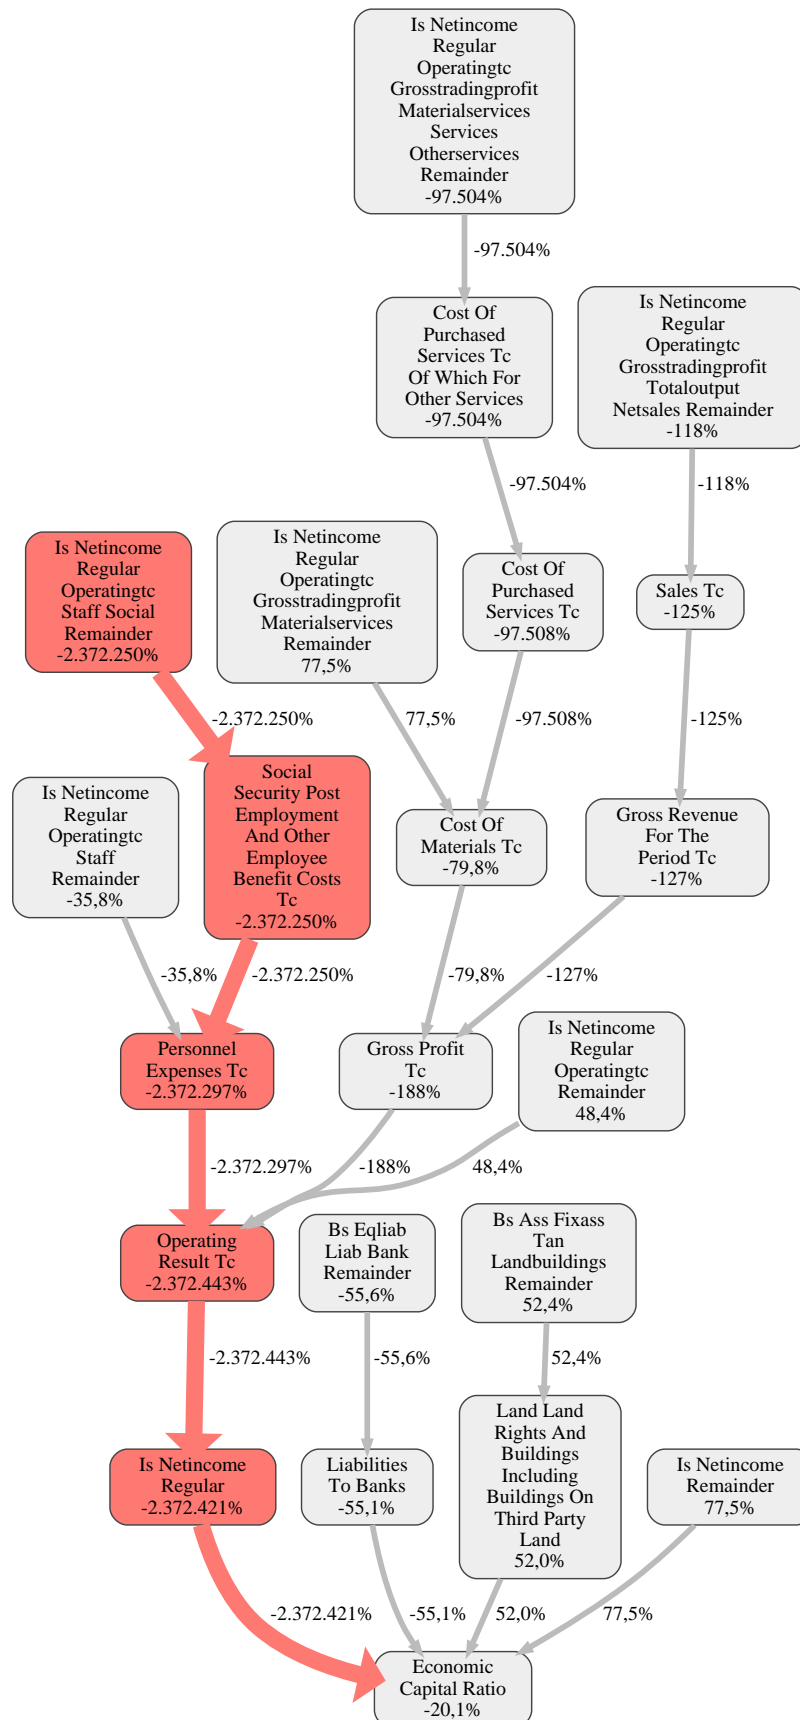 Is Netincome
Regular
Operatingtc
Grosstradingprofit
Materialservices
Services
Otherservices
Remainder
-97.504%
-97.504%
Cost Of
Purchased
Services Tc
Of Which For
Other Services
-97.504%
Is Netincome
Regular
Operatingtc
Grosstradingprofit
Totaloutput
Netsales Remainder
-118%
-97.504%
-118%
Is Netincome
Regular
Operatingtc
Staff Social
Remainder
-2.372.250%
Is Netincome
Regular
Operatingtc
Grosstradingprofit
Materialservices
Remainder
77,5%
Cost Of
Purchased
Services Tc
-97.508%
Sales Tc
-125%
-2.372.250%
77,5%
-97.508%
-125%
Is Netincome
Regular
Operatingtc
Staff
Remainder
-35,8%
Social
Security Post
Employment
And Other
Employee
Benefit Costs
Tc
-2.372.250%
Cost Of
Materials Tc
-79,8%
Gross Revenue
For The
Period Tc
-127%
-35,8%
-2.372.250%
-79,8%
-127%
Personnel
Expenses Tc
-2.372.297%
Gross Profit
Tc
-188%
Is Netincome
Regular
Operatingtc
Remainder
48,4%
-2.372.297%
-188%
48,4%
Operating
Result Tc
-2.372.443%
Bs Eqliab
Liab Bank
Remainder
-55,6%
Bs Ass Fixass
Tan
Landbuildings
Remainder
52,4%
-2.372.443%
-55,6%
52,4%
Is Netincome
Regular
-2.372.421%
Liabilities
To Banks
-55,1%
Land Land
Rights And
Buildings
Including
Buildings On
Third Party
Land
52,0%
Is Netincome
Remainder
77,5%
-2.372.421%
-55,1%
52,0%
77,5%
Economic
Capital Ratio
-20,1%